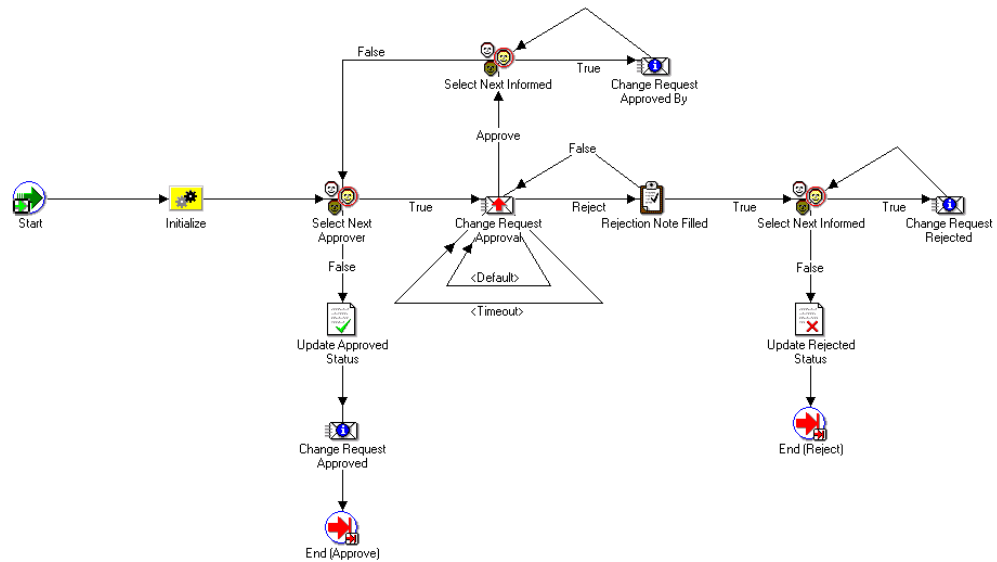 False
Select Next Informed
True
Change Request
Approved By
Approve
False
Start
Initialize
Select Next
Approver
True
Change Request
Approval
Reject
Rejection Note Filled
True
Select Next Informed
True
Change Request
Rejected
False
<Default>
<Timeout>
False
Update Approved
Status
Update Rejected
Status
Change Request
Approved
End (Reject)
End (Approve)